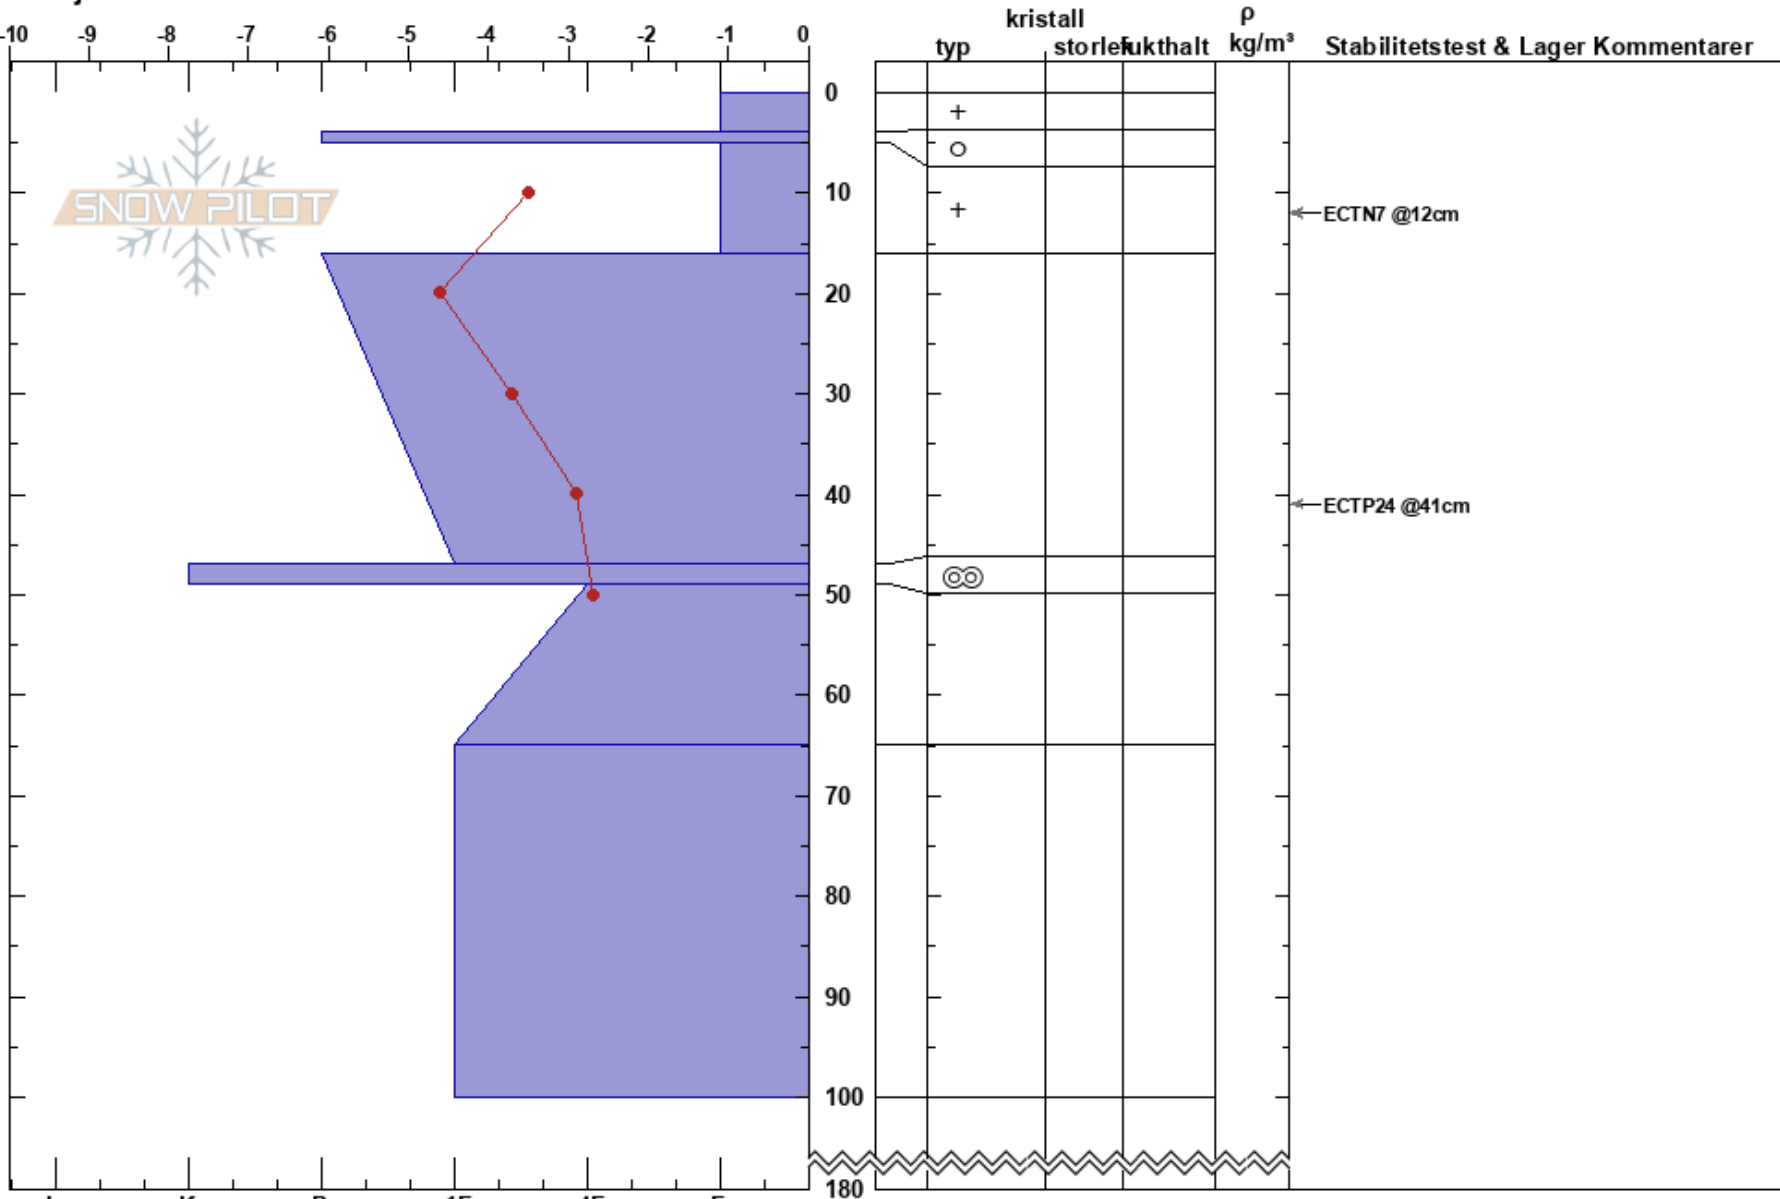 kristall ρ
-10 -9 -8 -7 -6 -5 -4 -3 -2 -1 0 typ storlek fukthalt kg/m³ Stabilitetstest & Lager Kommentarer
0
SNOW PILOT
10
ECTN7 @12cm
20
30
40
ECTP24 @41cm
50
60
70
80
90
100
180